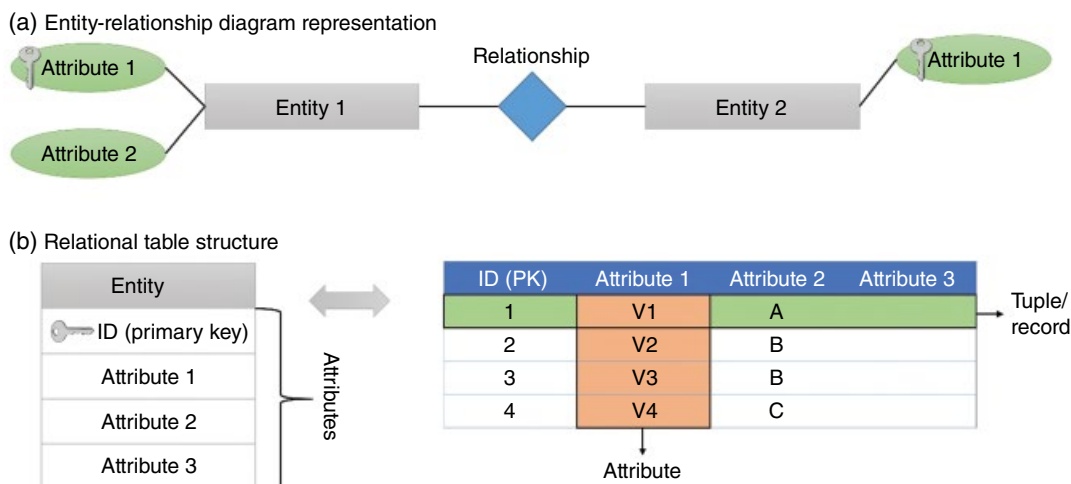 (a) Entity-relationship diagram representation
Attribute 1
Attribute 2
Entity 1
Relationship
Entity 2
Attribute 1
(b) Relational table structure
Entity
ID (primary key)
Attribute 1
Attribute 2
Attribute 3
Attributes
ID (PK) Attribute 1 Attribute 2 Attribute 3
1 V1 A
2 V2 B
3 V3 B
4 V4 C
Tuple/
record
Attribute